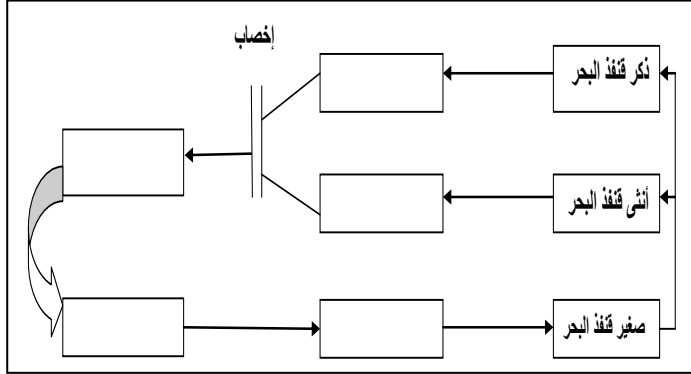 إخصاب
ذكر قنفذ البحر
أنثى قنفذ البحر
صغير قنفذ البحر